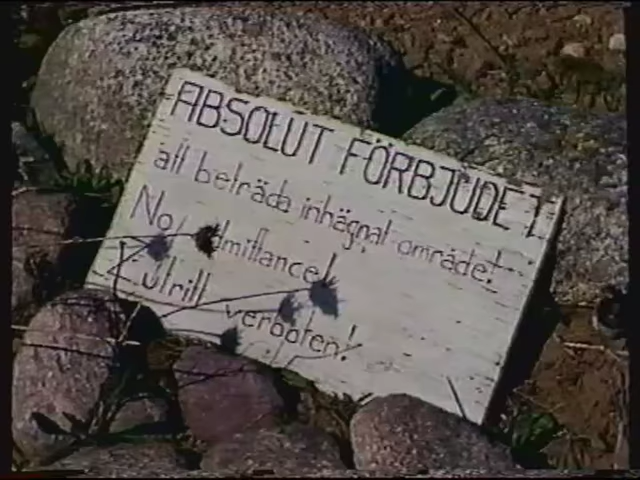 ABSOLUT FÖRBJUDET
att beträda inhägnat område!
No admittance!
Zutritt verboten!